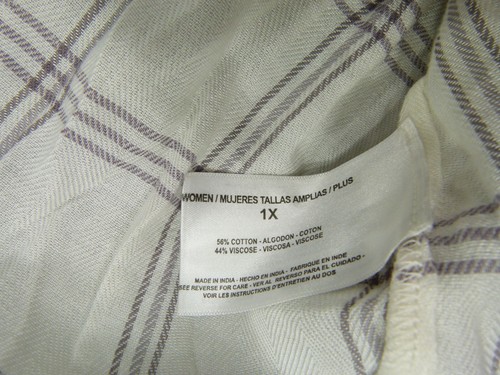 WOMEN / MUJERES TALLAS AMPLIAS / PLUS
1X
56% COTTON - ALGODON - COTON
44% VISCOSE - VISCOSA - VISCOSE
MADE IN INDIA - HECHO EN INDIA - FABRIQUE EN INDE
SEE REVERSE FOR CARE - VER AL REVERSO PARA EL CUIDADO -
VOIR LES INSTRUCTIONS D'ENTRETIEN AU DOS